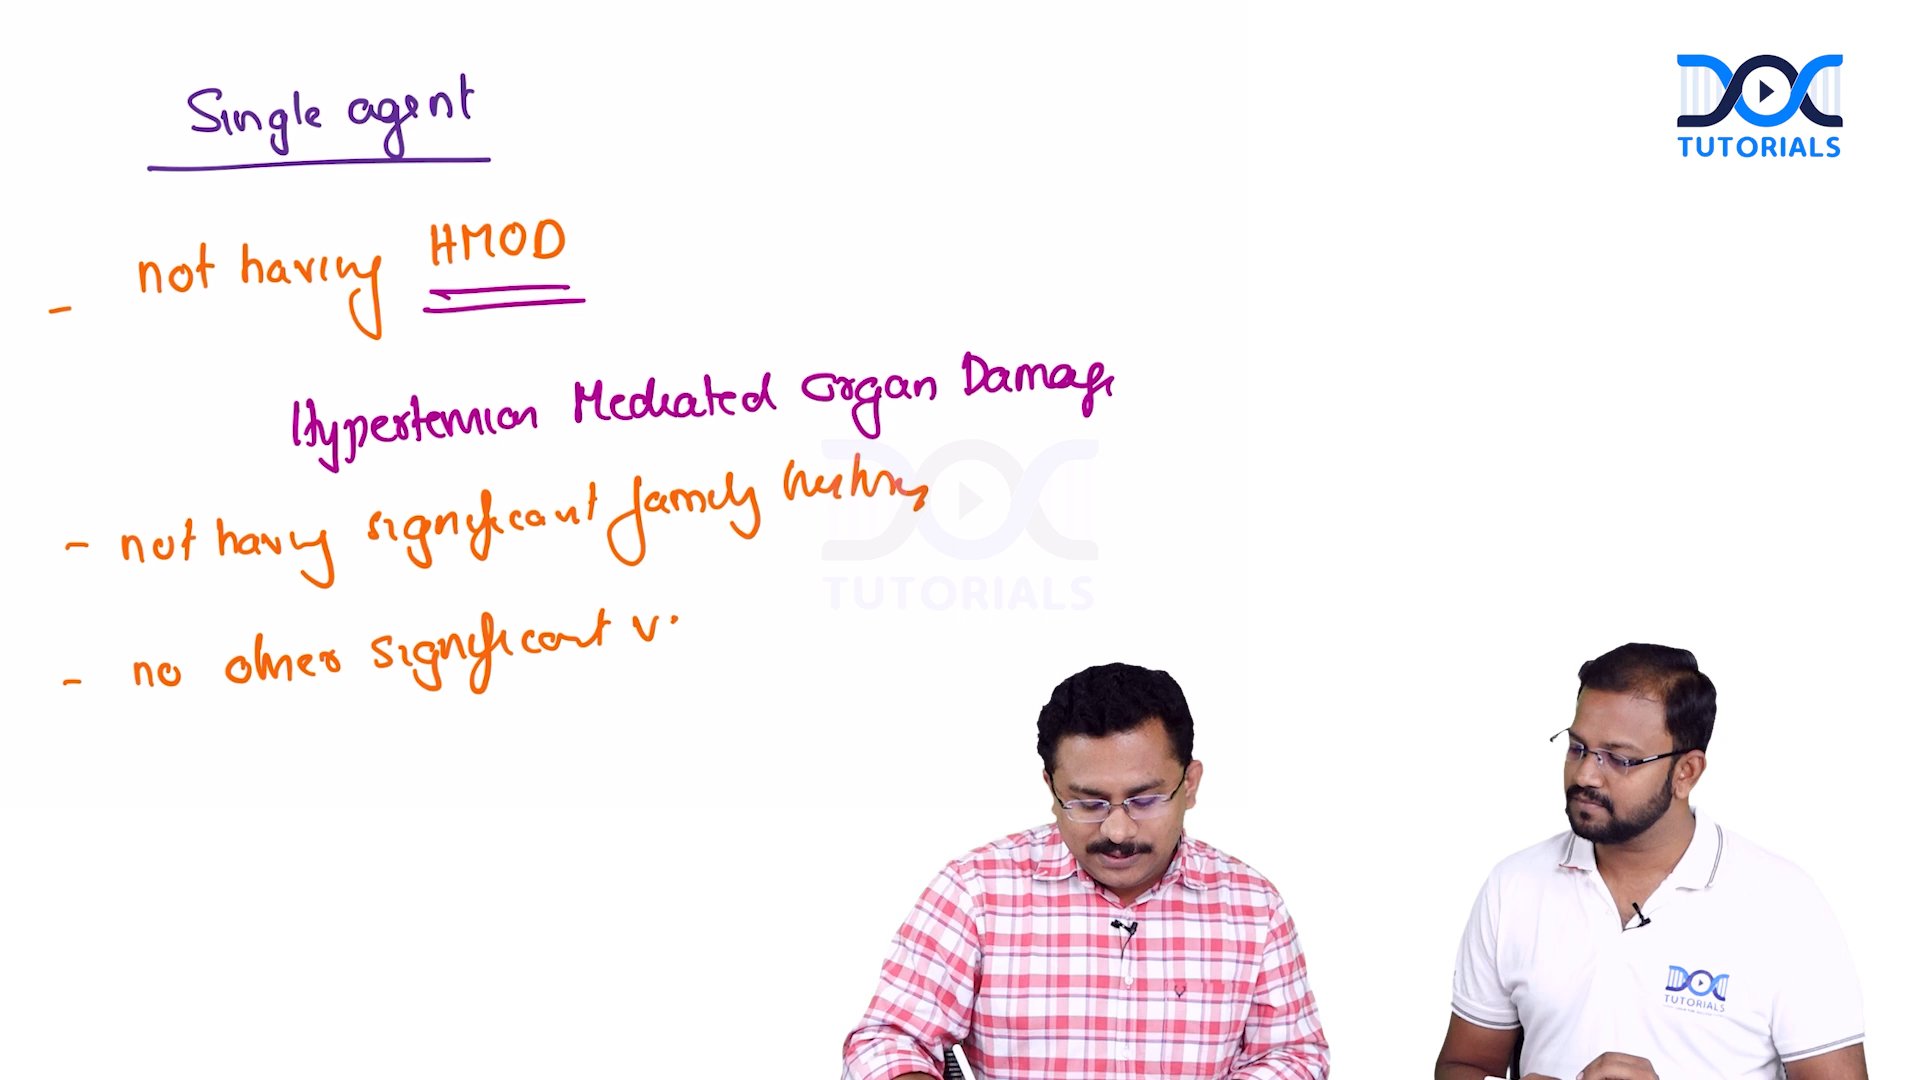 Single agent
- not having HMOD
Hypertension Mediated organ Damage
- not having significant family history
- no other significant
TUTORIALS
TUTORIALS
TUTORIALS